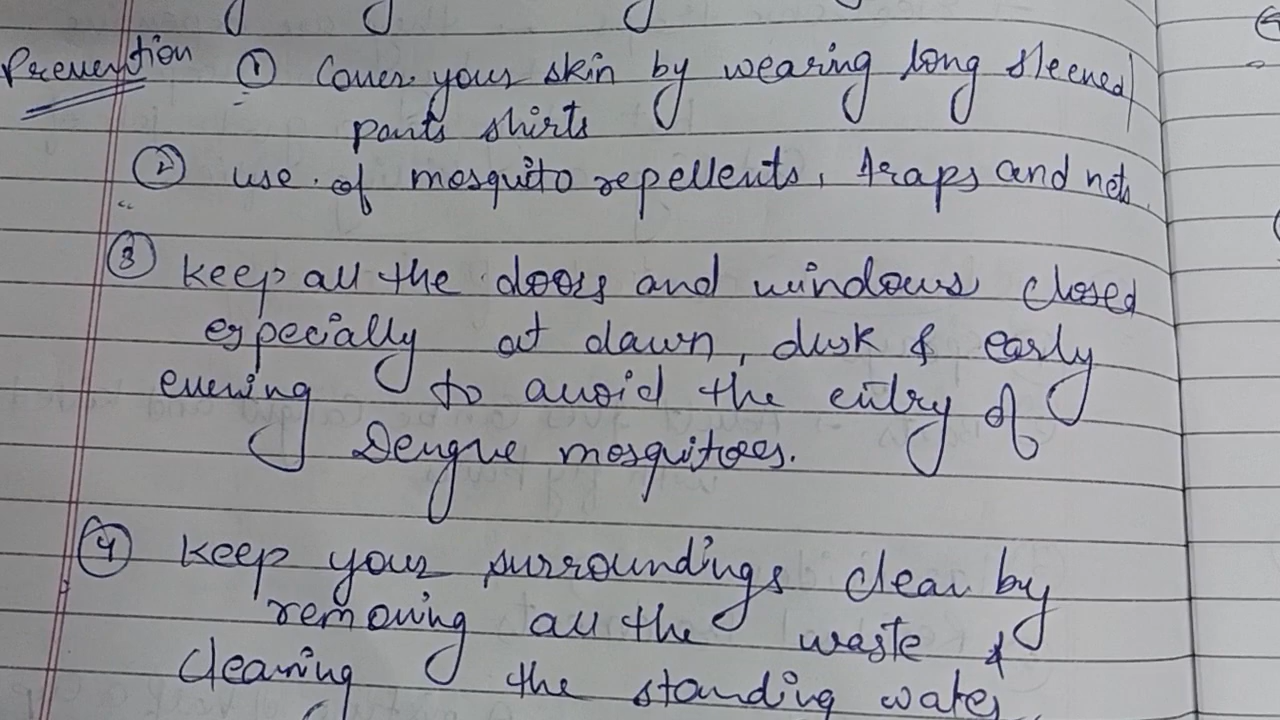 Prevention ① Cover your skin by wearing long sleeved
pants shirts
② use of mosquito repellents, traps and nets
③ keep all the doors and windows closed
especially at dawn, dusk & early
evening to avoid the entry of
Dengue mosquitoes.
④ keep your surroundings clean by
removing all the waste &
cleaning the standing water